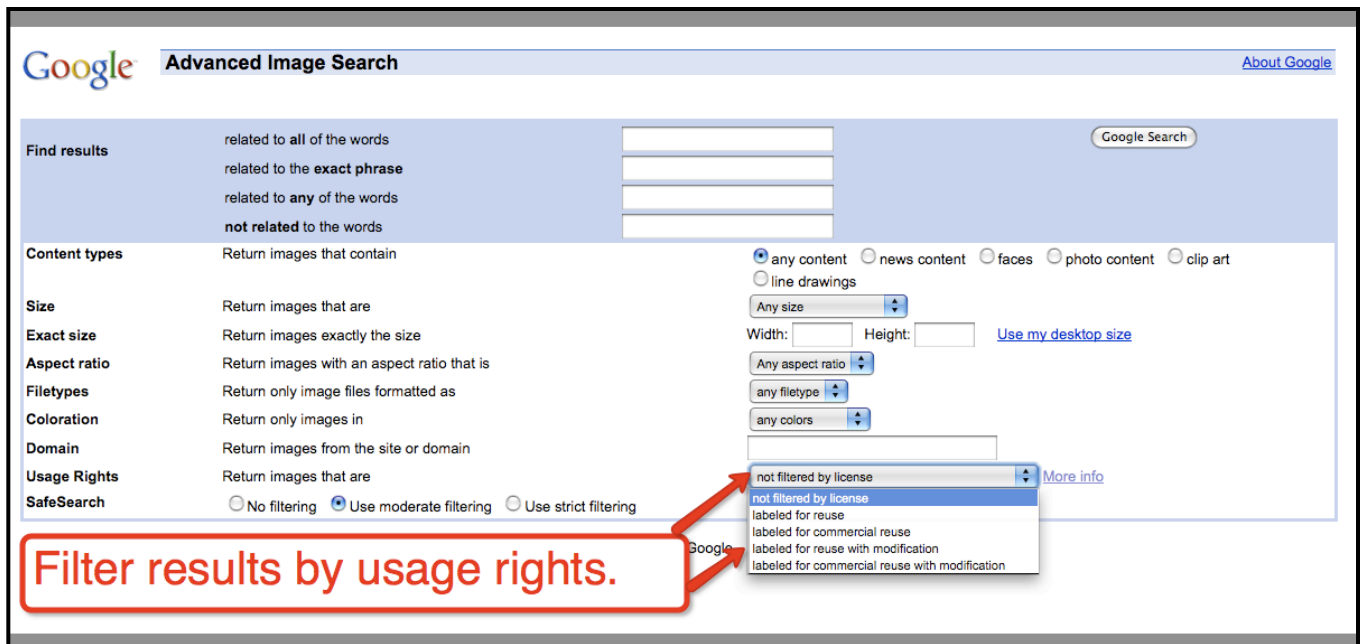 Google Advanced Image Search About Google
Find results related to all of the words Google Search
related to the exact phrase
related to any of the words
not related to the words
Content types Return images that contain any content news content faces photo content clip art
line drawings
Size Return images that are Any size
Exact size Return images exactly the size Width: Height: Use my desktop size
Aspect ratio Return images with an aspect ratio that is Any aspect ratio
Filetypes Return only image files formatted as any filetype
Coloration Return only images in any colors
Domain Return images from the site or domain
Usage Rights Return images that are not filtered by license More info
SafeSearch No filtering Use moderate filtering Use strict filtering
not filtered by license
labeled for reuse
labeled for commercial reuse
labeled for reuse with modification
labeled for commercial reuse with modification
Google
Filter results by usage rights.